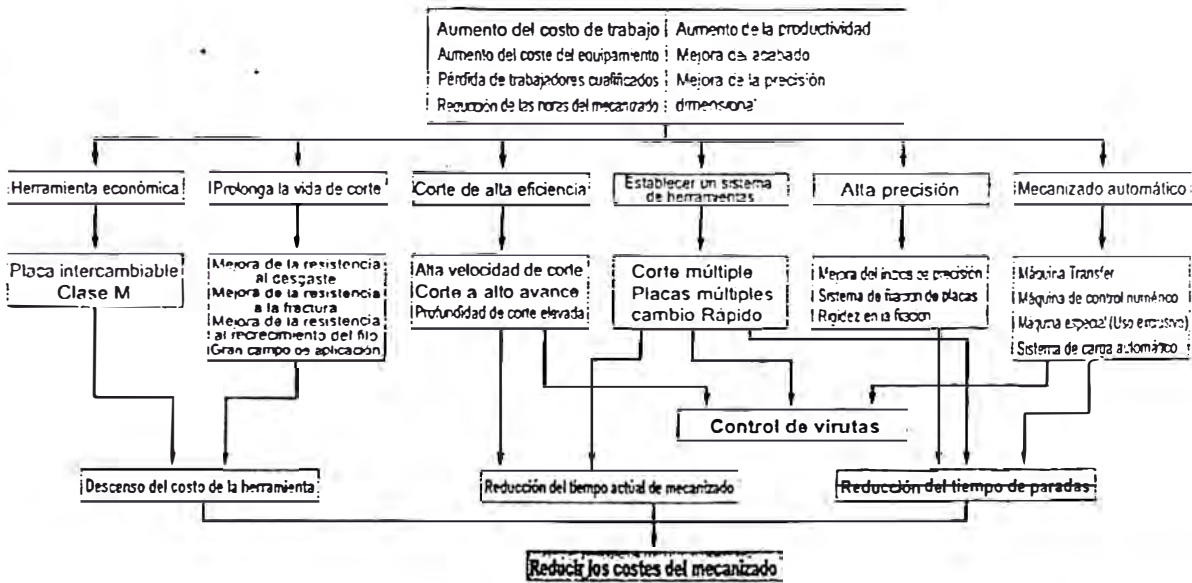 Aumento del costo de trabajo
Aumento del coste del equipamento
Pérdida de trabajadores cualificados
Reducción de las horas del mecanizado
Aumento de la productividad
Mejora de acabado
Mejora de la precisión
dimensional
Herramienta económica
Prolonga la vida de corte
Corte de alta eficiencia
Establecer un sistema
de herramientas
Alta precisión
Mecanizado automático
Placa intercambiable
Clase M
Mejora de la resistencia
al desgaste
Mejora de la resistencia
a la fractura
Mejora de la resistencia
al recrecimiento del filo
Gran campo de aplicación
Alta velocidad de corte
Corte a alto avance
Profundidad de corte elevada
Corte múltiple
Placas múltiples
cambio Rápido
Mejora del de precisión
Sistema de fijación de placas
Rigidez en la fijación
Máquina Transfer
Máquina de control numérico
Máquina especial (Uso exclusivo)
Sistema de carga automático
Control de virutas
Descenso del costo de la herramienta
Reducción del tiempo actual de mecanizado
Reducción del tiempo de paradas
Reducir los costes del mecanizado